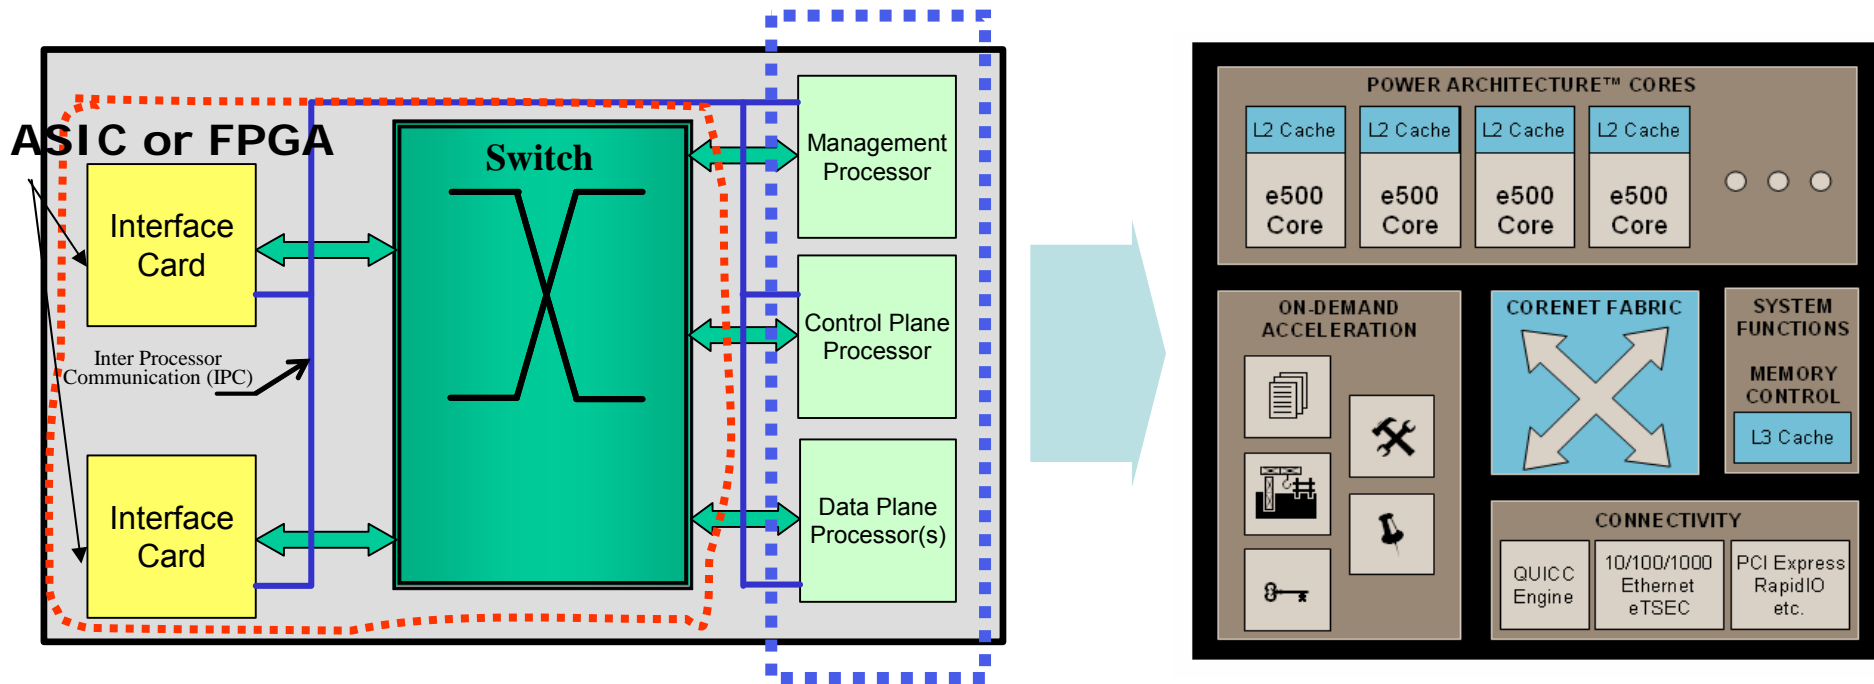 ASIC or FPGA
Interface
Card
Inter Processor
Communication (IPC)
Interface
Card
Switch
Management
Processor
Control Plane
Processor
Data Plane
Processor(s)
POWER ARCHITECTURE™ CORES
L2 Cache
e500
Core
L2 Cache
e500
Core
L2 Cache
e500
Core
L2 Cache
e500
Core
ON-DEMAND
ACCELERATION
CORENET FABRIC
SYSTEM
FUNCTIONS
MEMORY
CONTROL
L3 Cache
CONNECTIVITY
QUICC
Engine
10/100/1000
Ethernet
eTSEC
PCI Express
RapidIO
etc.